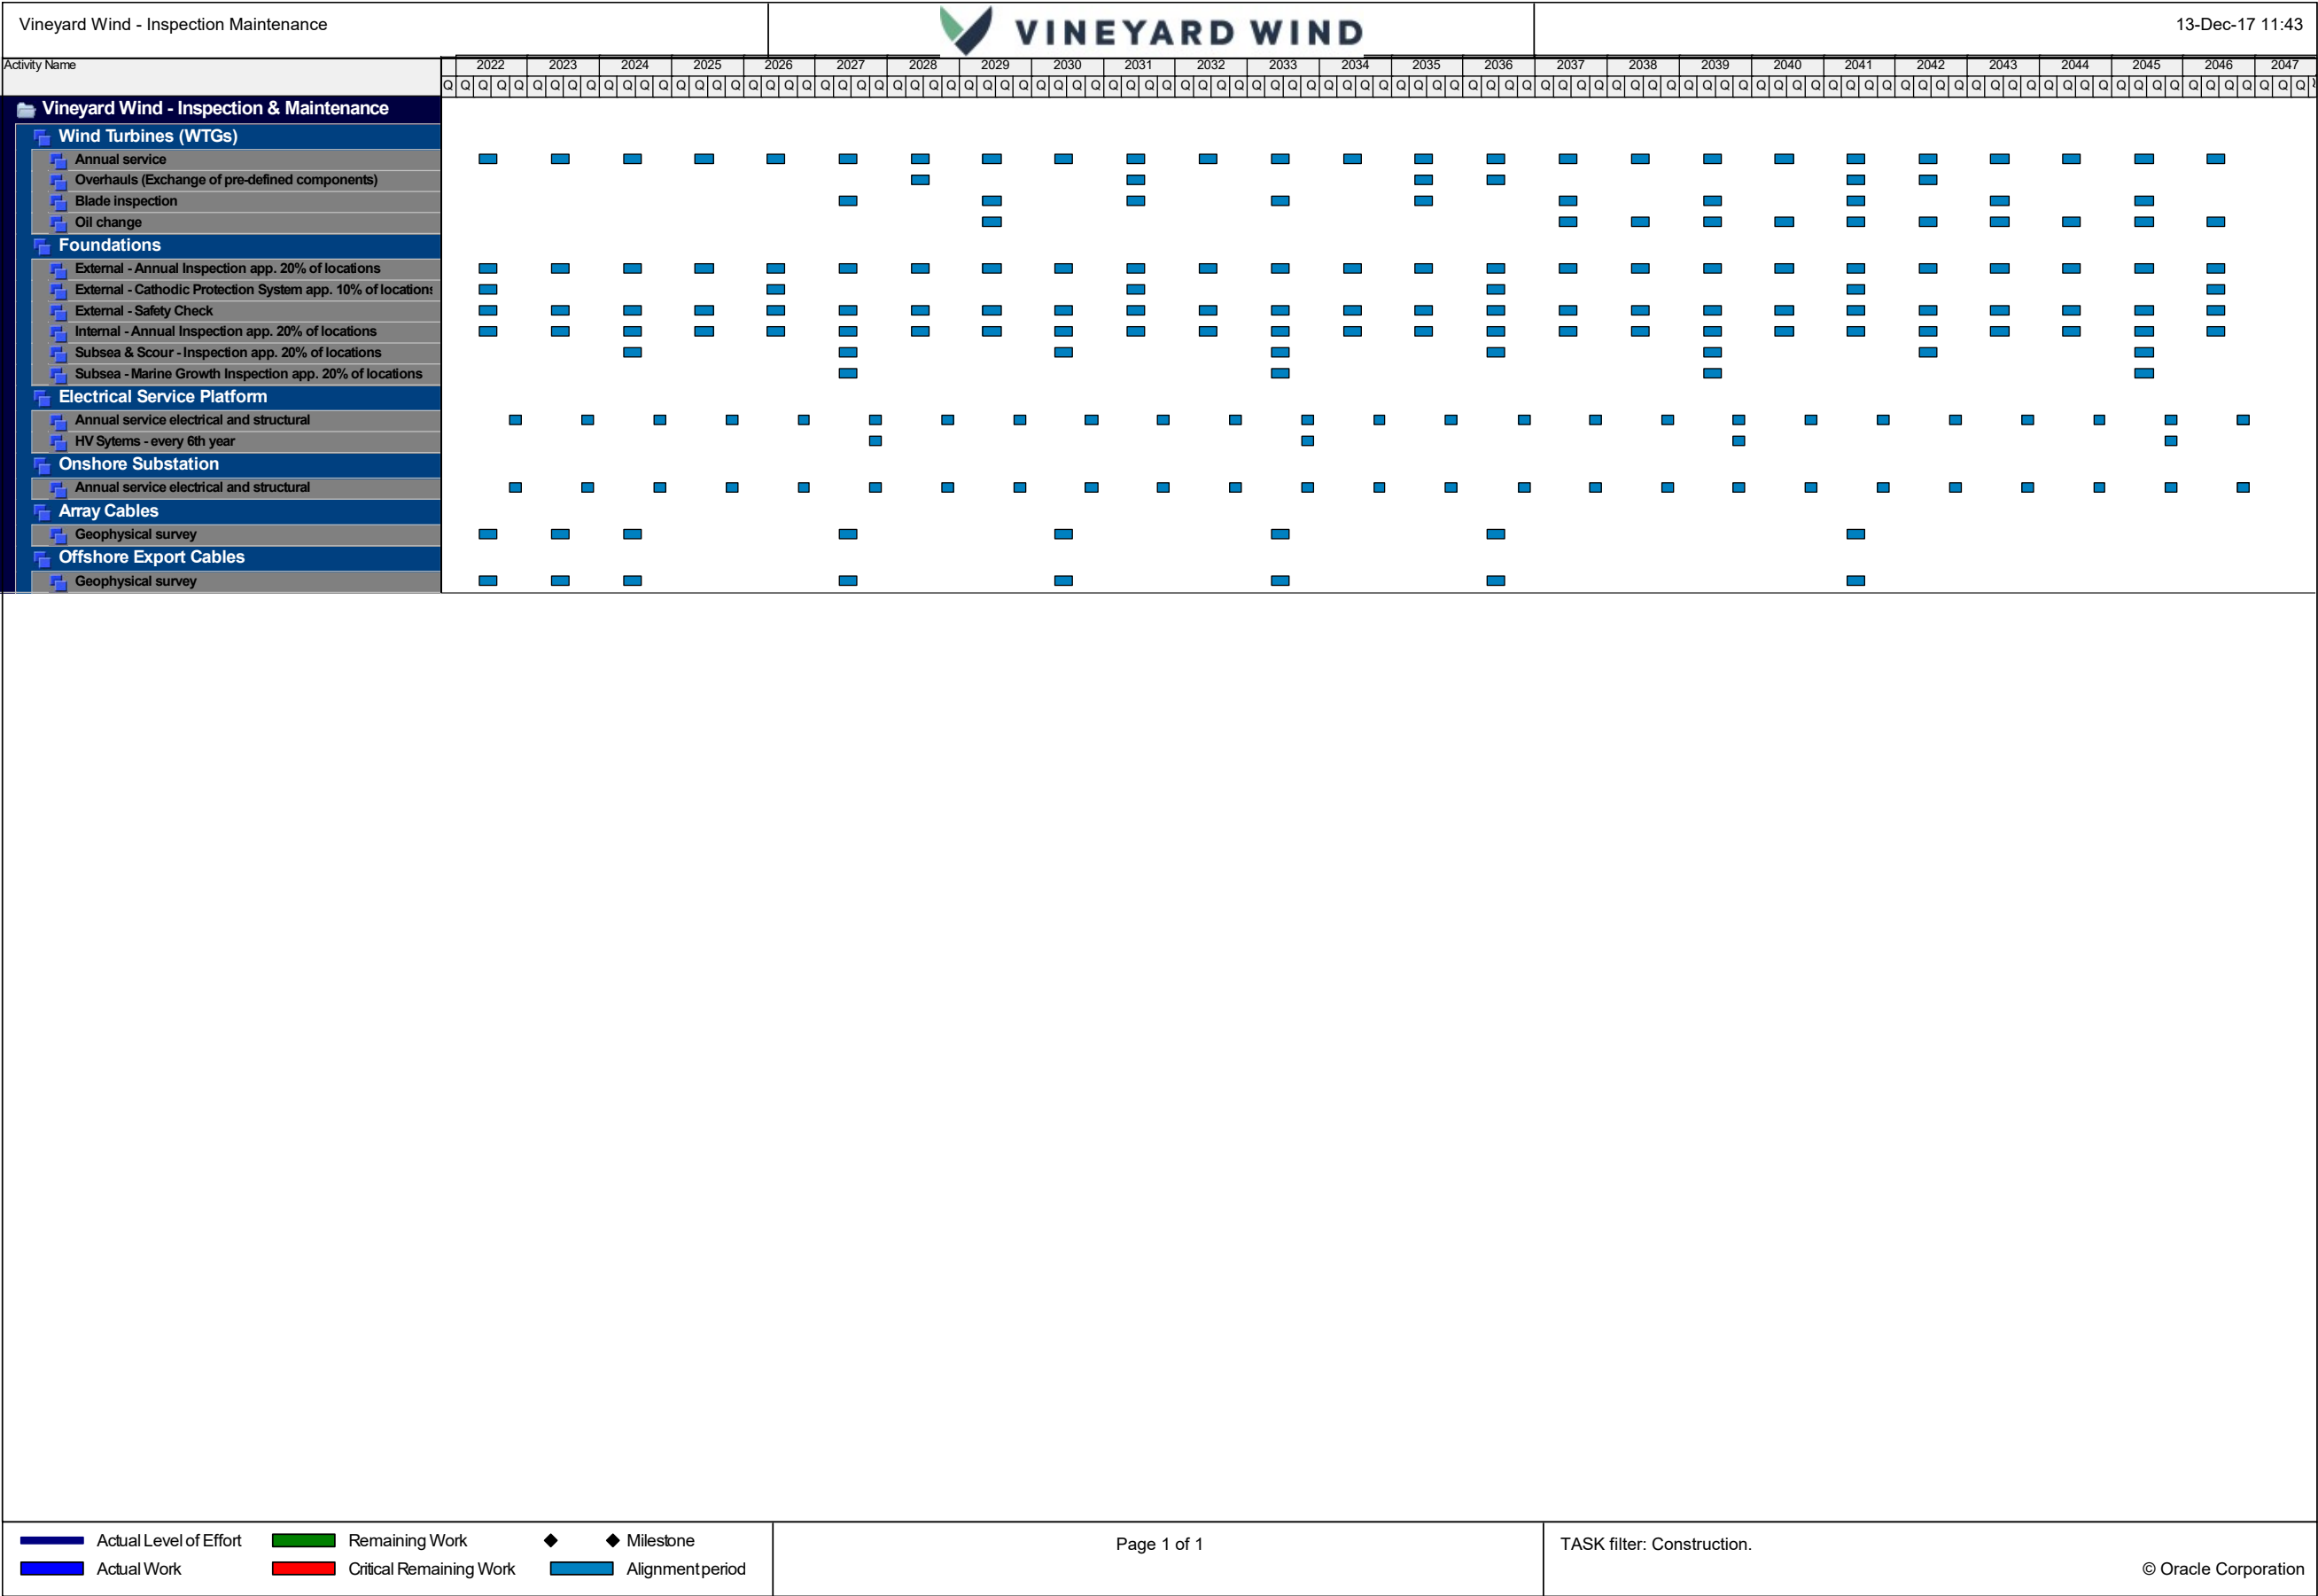 Vineyard Wind - Inspection Maintenance
VINEYARD WIND
13-Dec-17 11:43
Activity Name 2022 2023 2024 2025 2026 2027 2028 2029 2030 2031 2032 2033 2034 2035 2036 2037 2038 2039 2040 2041 2042 2043 2044 2045 2046 2047
Q Q Q Q Q Q Q Q Q Q Q Q Q Q Q Q Q Q Q Q Q Q Q Q Q Q Q Q Q Q Q Q Q Q Q Q Q Q Q Q Q Q Q Q Q Q Q Q Q Q Q Q Q Q Q Q Q Q Q Q Q Q Q Q Q Q Q Q Q Q Q Q Q Q Q Q Q Q Q Q Q Q Q Q Q Q Q Q Q Q Q Q Q Q Q Q Q Q Q Q Q Q Q Q
Vineyard Wind - Inspection & Maintenance
Wind Turbines (WTGs)
Annual service
Overhauls (Exchange of pre-defined components)
Blade inspection
Oil change
Foundations
External - Annual Inspection app. 20% of locations
External - Cathodic Protection System app. 10% of locations
External - Safety Check
Internal - Annual Inspection app. 20% of locations
Subsea & Scour - Inspection app. 20% of locations
Subsea - Marine Growth Inspection app. 20% of locations
Electrical Service Platform
Annual service electrical and structural
HV Sytems - every 6th year
Onshore Substation
Annual service electrical and structural
Array Cables
Geophysical survey
Offshore Export Cables
Geophysical survey
Actual Level of Effort Remaining Work Milestone
Actual Work Critical Remaining Work Alignment period
Page 1 of 1
TASK filter: Construction.
© Oracle Corporation